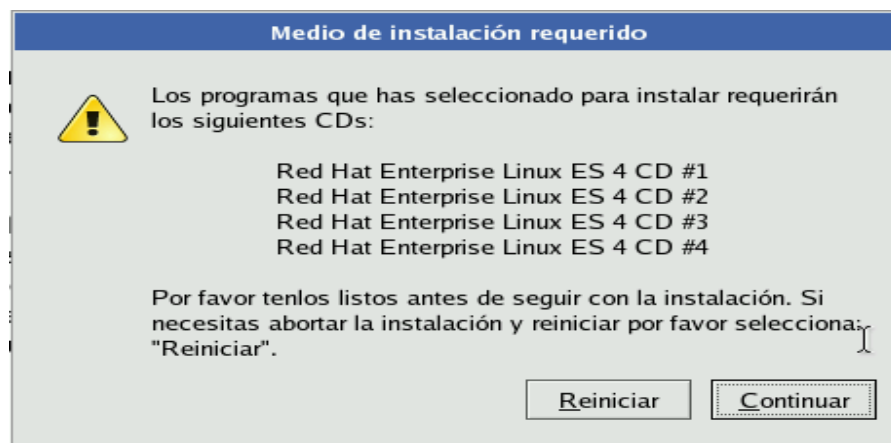 Medio de instalación requerido
Los programas que has seleccionado para instalar requerirán
los siguientes CDs:
Red Hat Enterprise Linux ES 4 CD #1
Red Hat Enterprise Linux ES 4 CD #2
Red Hat Enterprise Linux ES 4 CD #3
Red Hat Enterprise Linux ES 4 CD #4
Por favor tenlos listos antes de seguir con la instalación. Si
necesitas abortar la instalación y reiniciar por favor selecciona:
"Reiniciar".
Reiniciar Continuar